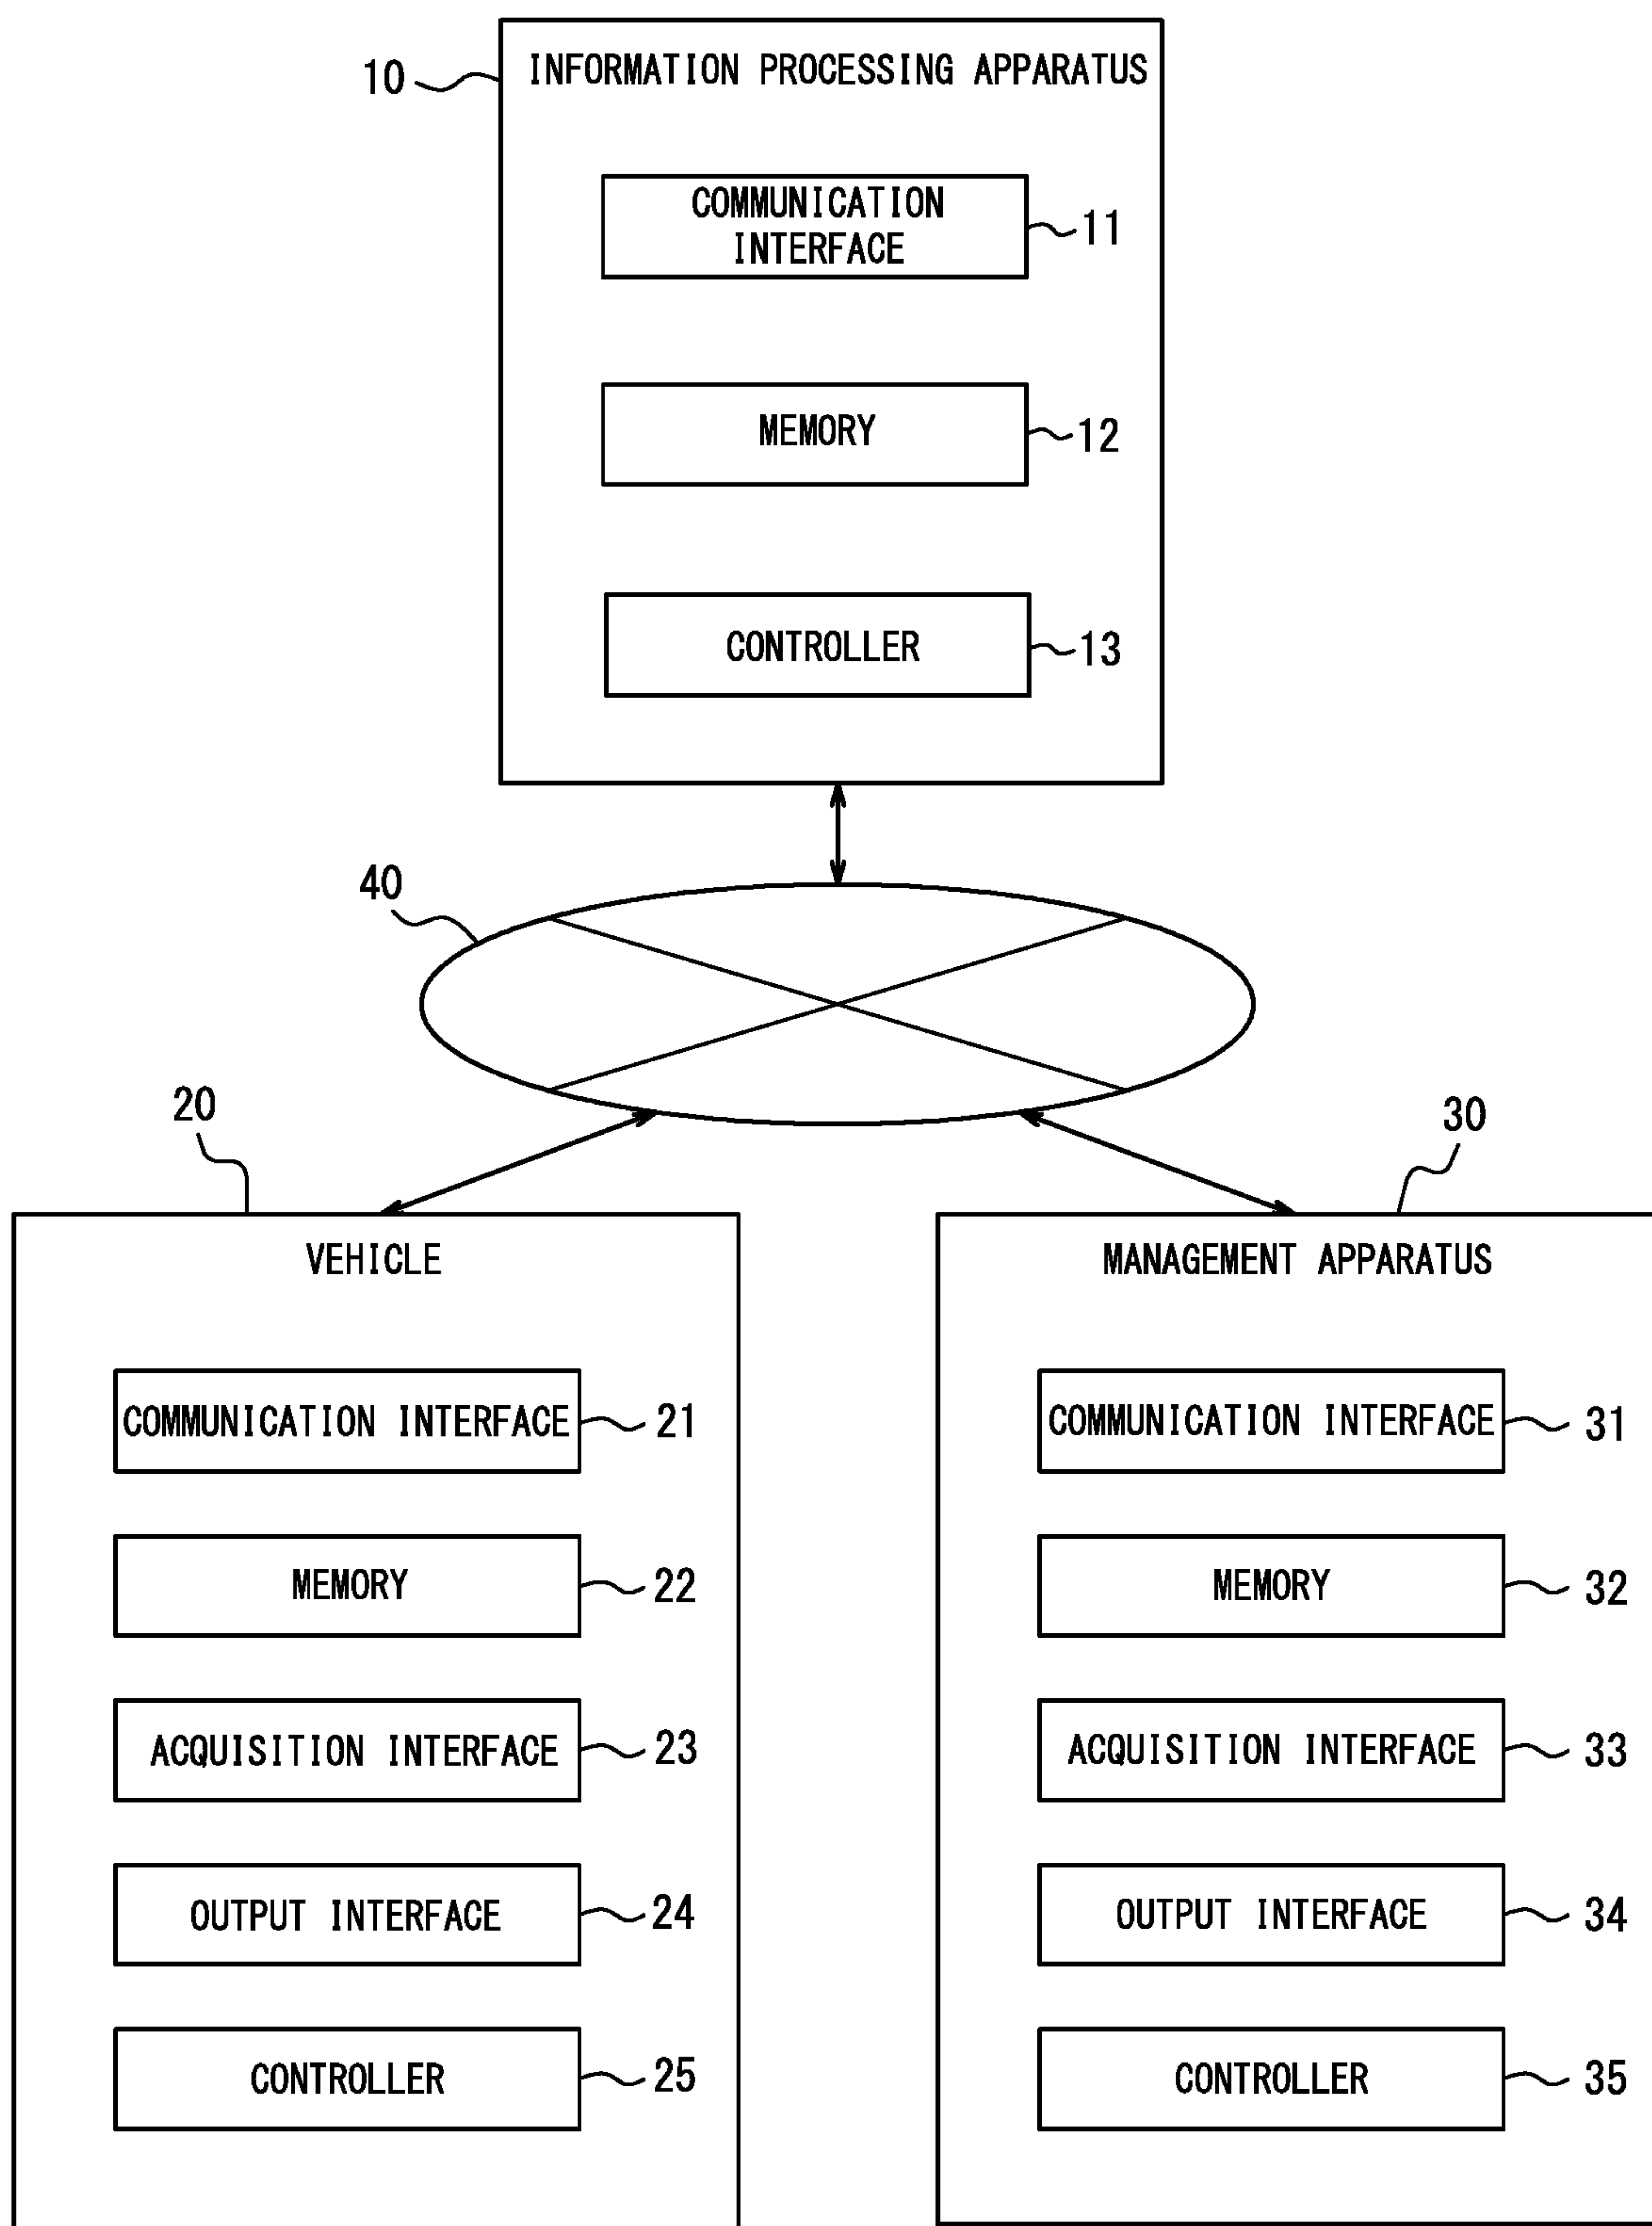 10
INFORMATION PROCESSING APPARATUS
COMMUNICATION
INTERFACE
11
MEMORY
12
CONTROLLER
13
40
20
30
VEHICLE
COMMUNICATION INTERFACE
21
MEMORY
22
ACQUISITION INTERFACE
23
OUTPUT INTERFACE
24
CONTROLLER
25
MANAGEMENT APPARATUS
COMMUNICATION INTERFACE
31
MEMORY
32
ACQUISITION INTERFACE
33
OUTPUT INTERFACE
34
CONTROLLER
35